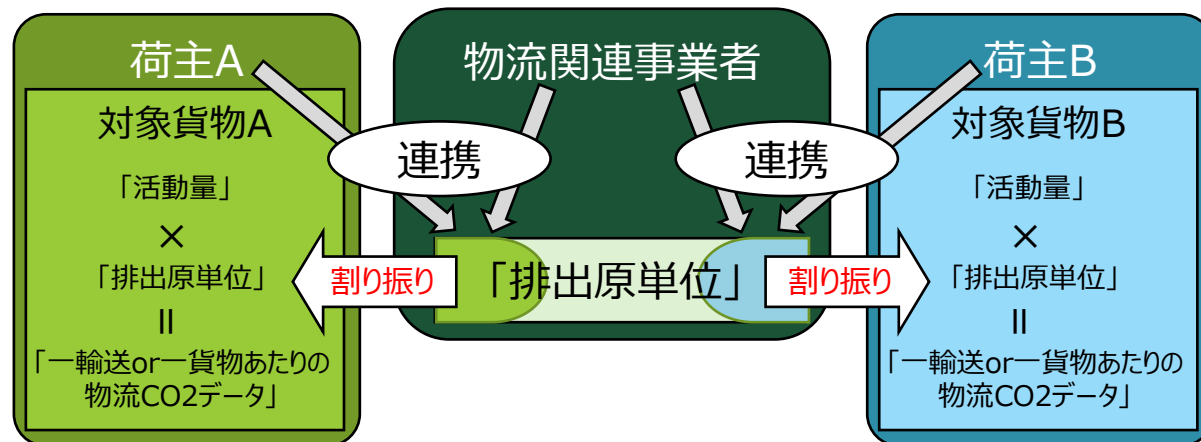 荷主A
対象貨物A
「活動量」
×
「排出原単位」
＝
「一輸送or一貨物あたりの
物流CO2データ」
物流関連事業者
連携
連携
割り振り
「排出原単位」
割り振り
荷主B
対象貨物B
「活動量」
×
「排出原単位」
＝
「一輸送or一貨物あたりの
物流CO2データ」